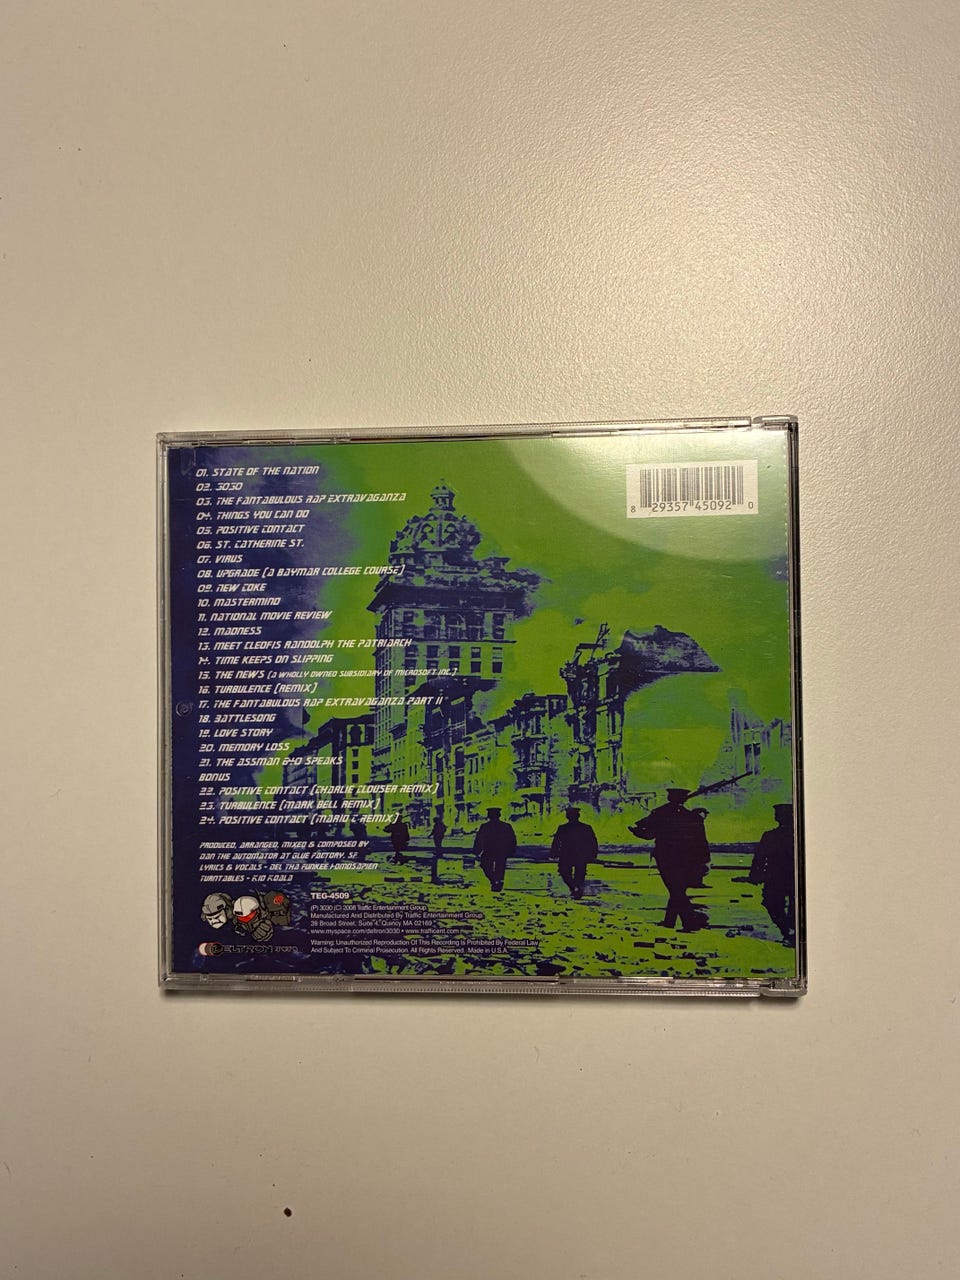 01. STATE OF THE NATION
02. 3030
03. THE FANTABULOUS RAP EXTRAVAGANZA
04. THINGS YOU CAN DO
05. POSITIVE CONTACT
06. ST. CATHERINE ST.
07. VIRUS
08. UPGRADE (A BAYMAR COLLEGE COURSE)
09. NEW COKE
10. MASTERMIND
11. NATIONAL MOVIE REVIEW
12. MADNESS
13. MEET CLEOFIS RANDOLPH THE PATRIARCH
14. TIME KEEPS ON SLIPPING
15. THE NEWS (A WHOLLY OWNED SUBSIDIARY OF MICROSOFT INC.)
16. TURBULENCE (REMIX)
17. THE FANTABULOUS RAP EXTRAVAGANZA PART II
18. BATTLESONG
19. LOVE STORY
20. MEMORY LOSS
21. THE ASSMAN 640 SPEAKS
BONUS
22. POSITIVE CONTACT (CHARLIE CLOUSER REMIX)
23. TURBULENCE (MARK BELL REMIX)
24. POSITIVE CONTACT (MARIO C REMIX)
PRODUCED, ARRANGED, MIXED & COMPOSED BY
DAN THE AUTOMATOR AT GLUE FACTORY, SF
LYRICS & VOCALS - DEL THA FUNKEE HOMOSAPIEN
TURNTABLES - KID KOALA
TEG-4509
(P) 3030 (C) 2008 Traffic Entertainment Group.
Manufactured And Distributed By Traffic Entertainment Group
39 Broad Street, Suite 4, Quincy MA 02169
www.myspace.com/deltron3030 • www.trafficent.com
Warning: Unauthorized Reproduction Of This Recording Is Prohibited By Federal Law
And Subject To Criminal Prosecution. All Rights Reserved. Made in U.S.A.
DELTRON 3030
8 29357 45092 0